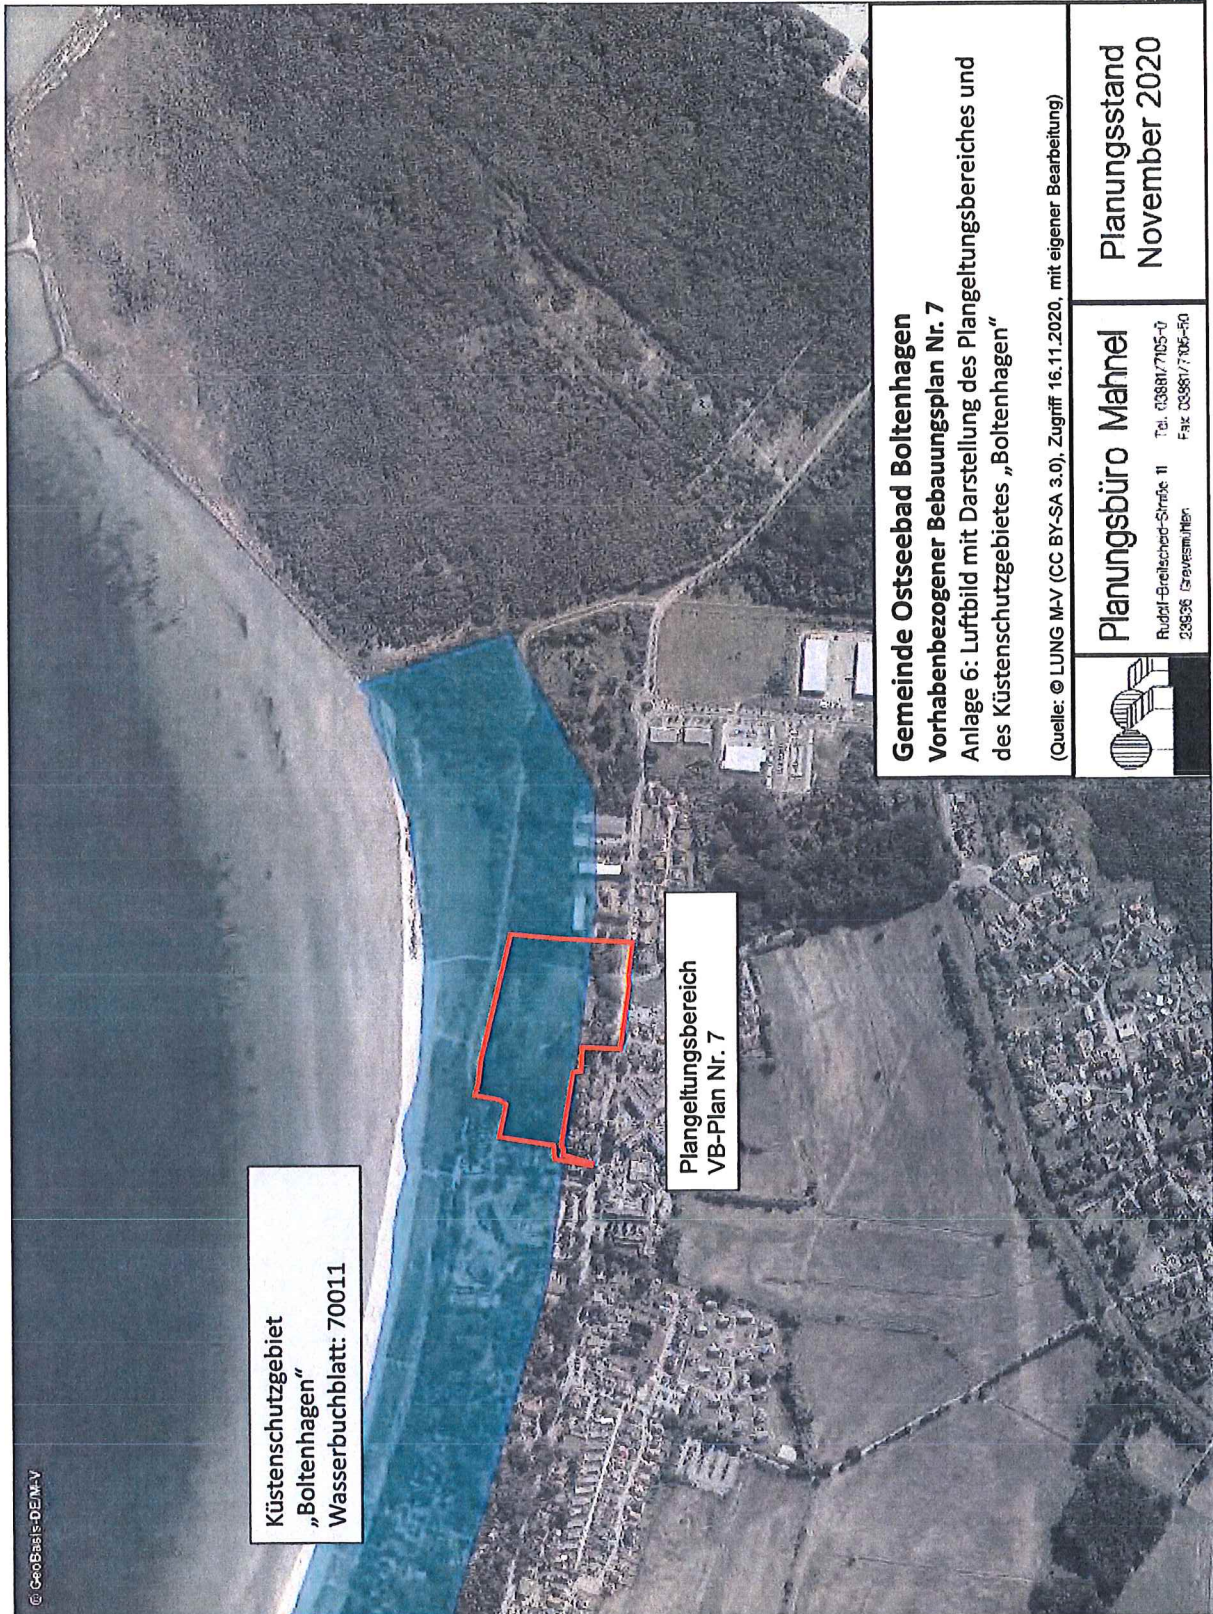 © GeoBasis-DE/M-V
Küstenschutzgebiet
„Boltenhagen“
Wasserbuchblatt: 70011
Plangeltungsbereich
VB-Plan Nr. 7
Gemeinde Ostseebad Boltenhagen
Vorhabenbezogener Bebauungsplan Nr. 7
Anlage 6: Luftbild mit Darstellung des Plangeltungsbereiches und
des Küstenschutzgebietes „Boltenhagen“
(Quelle: © LUNG M-V (CC BY-SA 3.0), Zugriff 16.11.2020, mit eigener Bearbeitung)
Planungsbüro Mahnel
Rudolf-Breitscheid-Straße 11 Tel. 03881/7105-0
23936 Grevesmühlen Fax 03881/7105-50
Planungsstand
November 2020